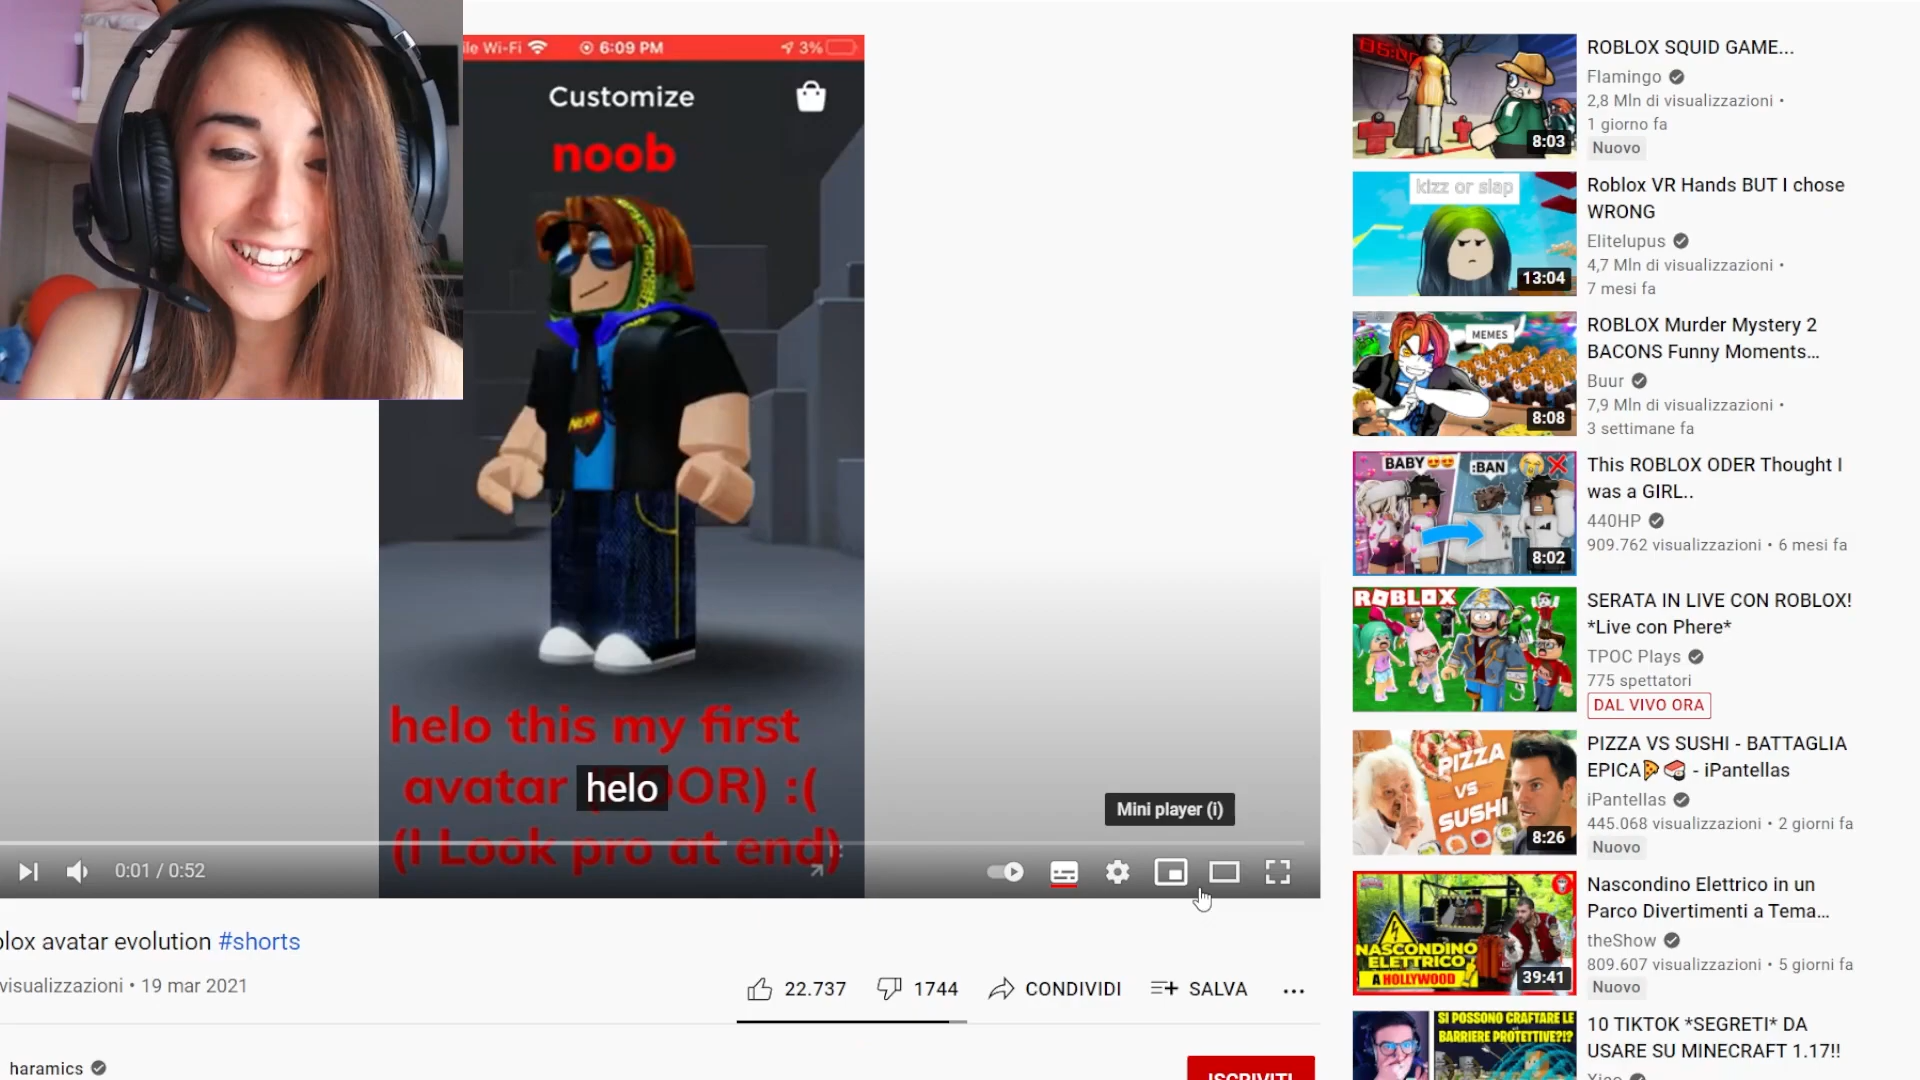 ile Wi-Fi
6:09 PM
3%
Customize
noob
helo this my first
avatar OOR) :(
helo
(I Look pro at end)
Mini player (i)
0:01 / 0:52
olox avatar evolution #shorts
visualizzazioni • 19 mar 2021
22.737
1744
CONDIVIDI
SALVA
haramics
ISCRIVITI
05:00
8:03
ROBLOX SQUID GAME...
Flamingo
2,8 Mln di visualizzazioni •
1 giorno fa
Nuovo
kizz or slap
13:04
Roblox VR Hands BUT I chose
WRONG
Elitelupus
4,7 Mln di visualizzazioni •
7 mesi fa
MEMES
8:08
ROBLOX Murder Mystery 2
BACONS Funny Moments...
Buur
7,9 Mln di visualizzazioni •
3 settimane fa
BABY
:BAN
8:02
This ROBLOX ODER Thought I
was a GIRL..
440HP
909.762 visualizzazioni • 6 mesi fa
ROBLOX
SERATA IN LIVE CON ROBLOX!
*Live con Phere*
TPOC Plays
775 spettatori
DAL VIVO ORA
PIZZA
VS
SUSHI
8:26
PIZZA VS SUSHI - BATTAGLIA
EPICA🍕🍣 - iPantellas
iPantellas
445.068 visualizzazioni • 2 giorni fa
Nuovo
NASCONDINO
ELETTRICO
A HOLLYWOOD
39:41
Nascondino Elettrico in un
Parco Divertimenti a Tema...
theShow
809.607 visualizzazioni • 5 giorni fa
Nuovo
SI POSSONO CRAFTARE LE
BARRIERE PROTETTIVE?!?
10 TIKTOK *SEGRETI* DA
USARE SU MINECRAFT 1.17!!